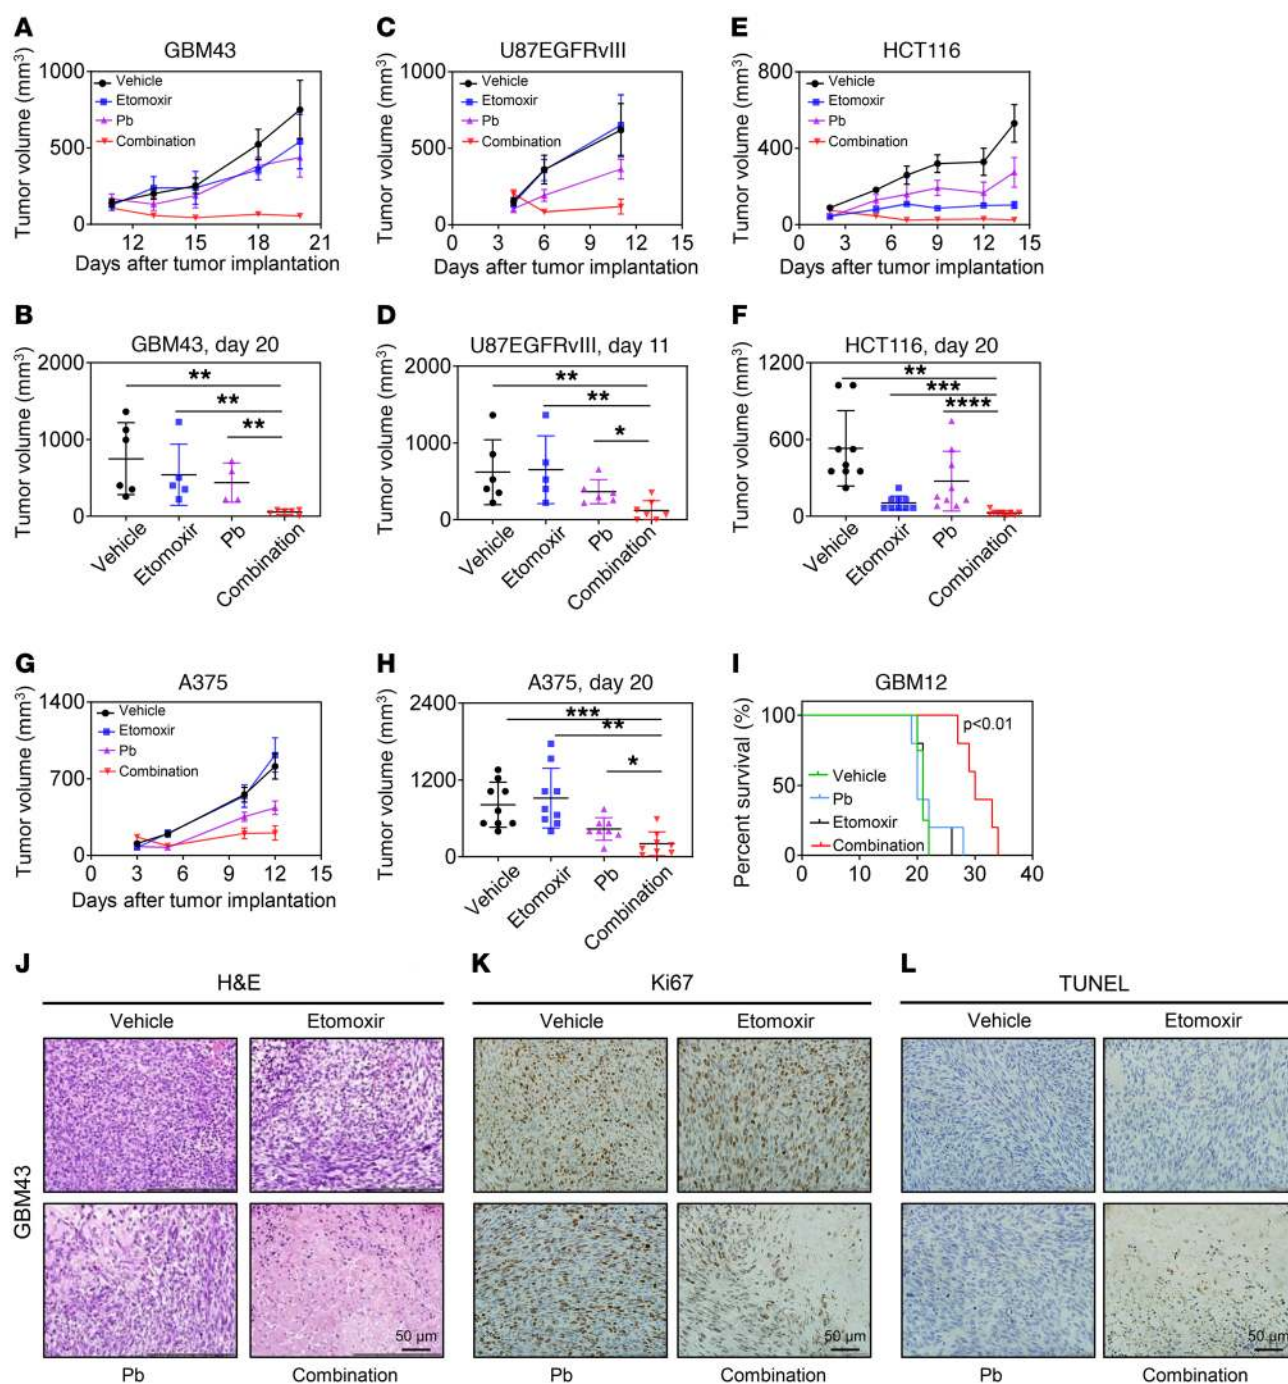 A
GBM43
Tumor volume (mm³)
1000
500
0
Vehicle
Etomoxir
Pb
Combination
12 15 18 21
Days after tumor implantation
C
U87EGFRvIII
Tumor volume (mm³)
1000
500
0
Vehicle
Etomoxir
Pb
Combination
0 3 6 9 12 15
Days after tumor implantation
E
HCT116
Tumor volume (mm³)
800
400
0
Vehicle
Etomoxir
Pb
Combination
0 3 6 9 12 15
Days after tumor implantation
B
GBM43, day 20
Tumor volume (mm³)
2000
1000
0
**
**
**
Vehicle
Etomoxir
Pb
Combination
D
U87EGFRvIII, day 11
Tumor volume (mm³)
2000
1000
0
**
**
*
Vehicle
Etomoxir
Pb
Combination
F
HCT116, day 20
Tumor volume (mm³)
1200
600
0
**
***
****
Vehicle
Etomoxir
Pb
Combination
G
A375
Tumor volume (mm³)
1400
700
0
Vehicle
Etomoxir
Pb
Combination
0 3 6 9 12 15
Days after tumor implantation
H
A375, day 20
Tumor volume (mm³)
2400
1200
0
***
**
*
Vehicle
Etomoxir
Pb
Combination
I
GBM12
Percent survival (%)
100
50
0
p<0.01
Vehicle
Pb
Etomoxir
Combination
0 10 20 30 40
J
H&E
Vehicle Etomoxir
GBM43
50 µm
Pb Combination
K
Ki67
Vehicle Etomoxir
50 µm
Pb Combination
L
TUNEL
Vehicle Etomoxir
50 µm
Pb Combination